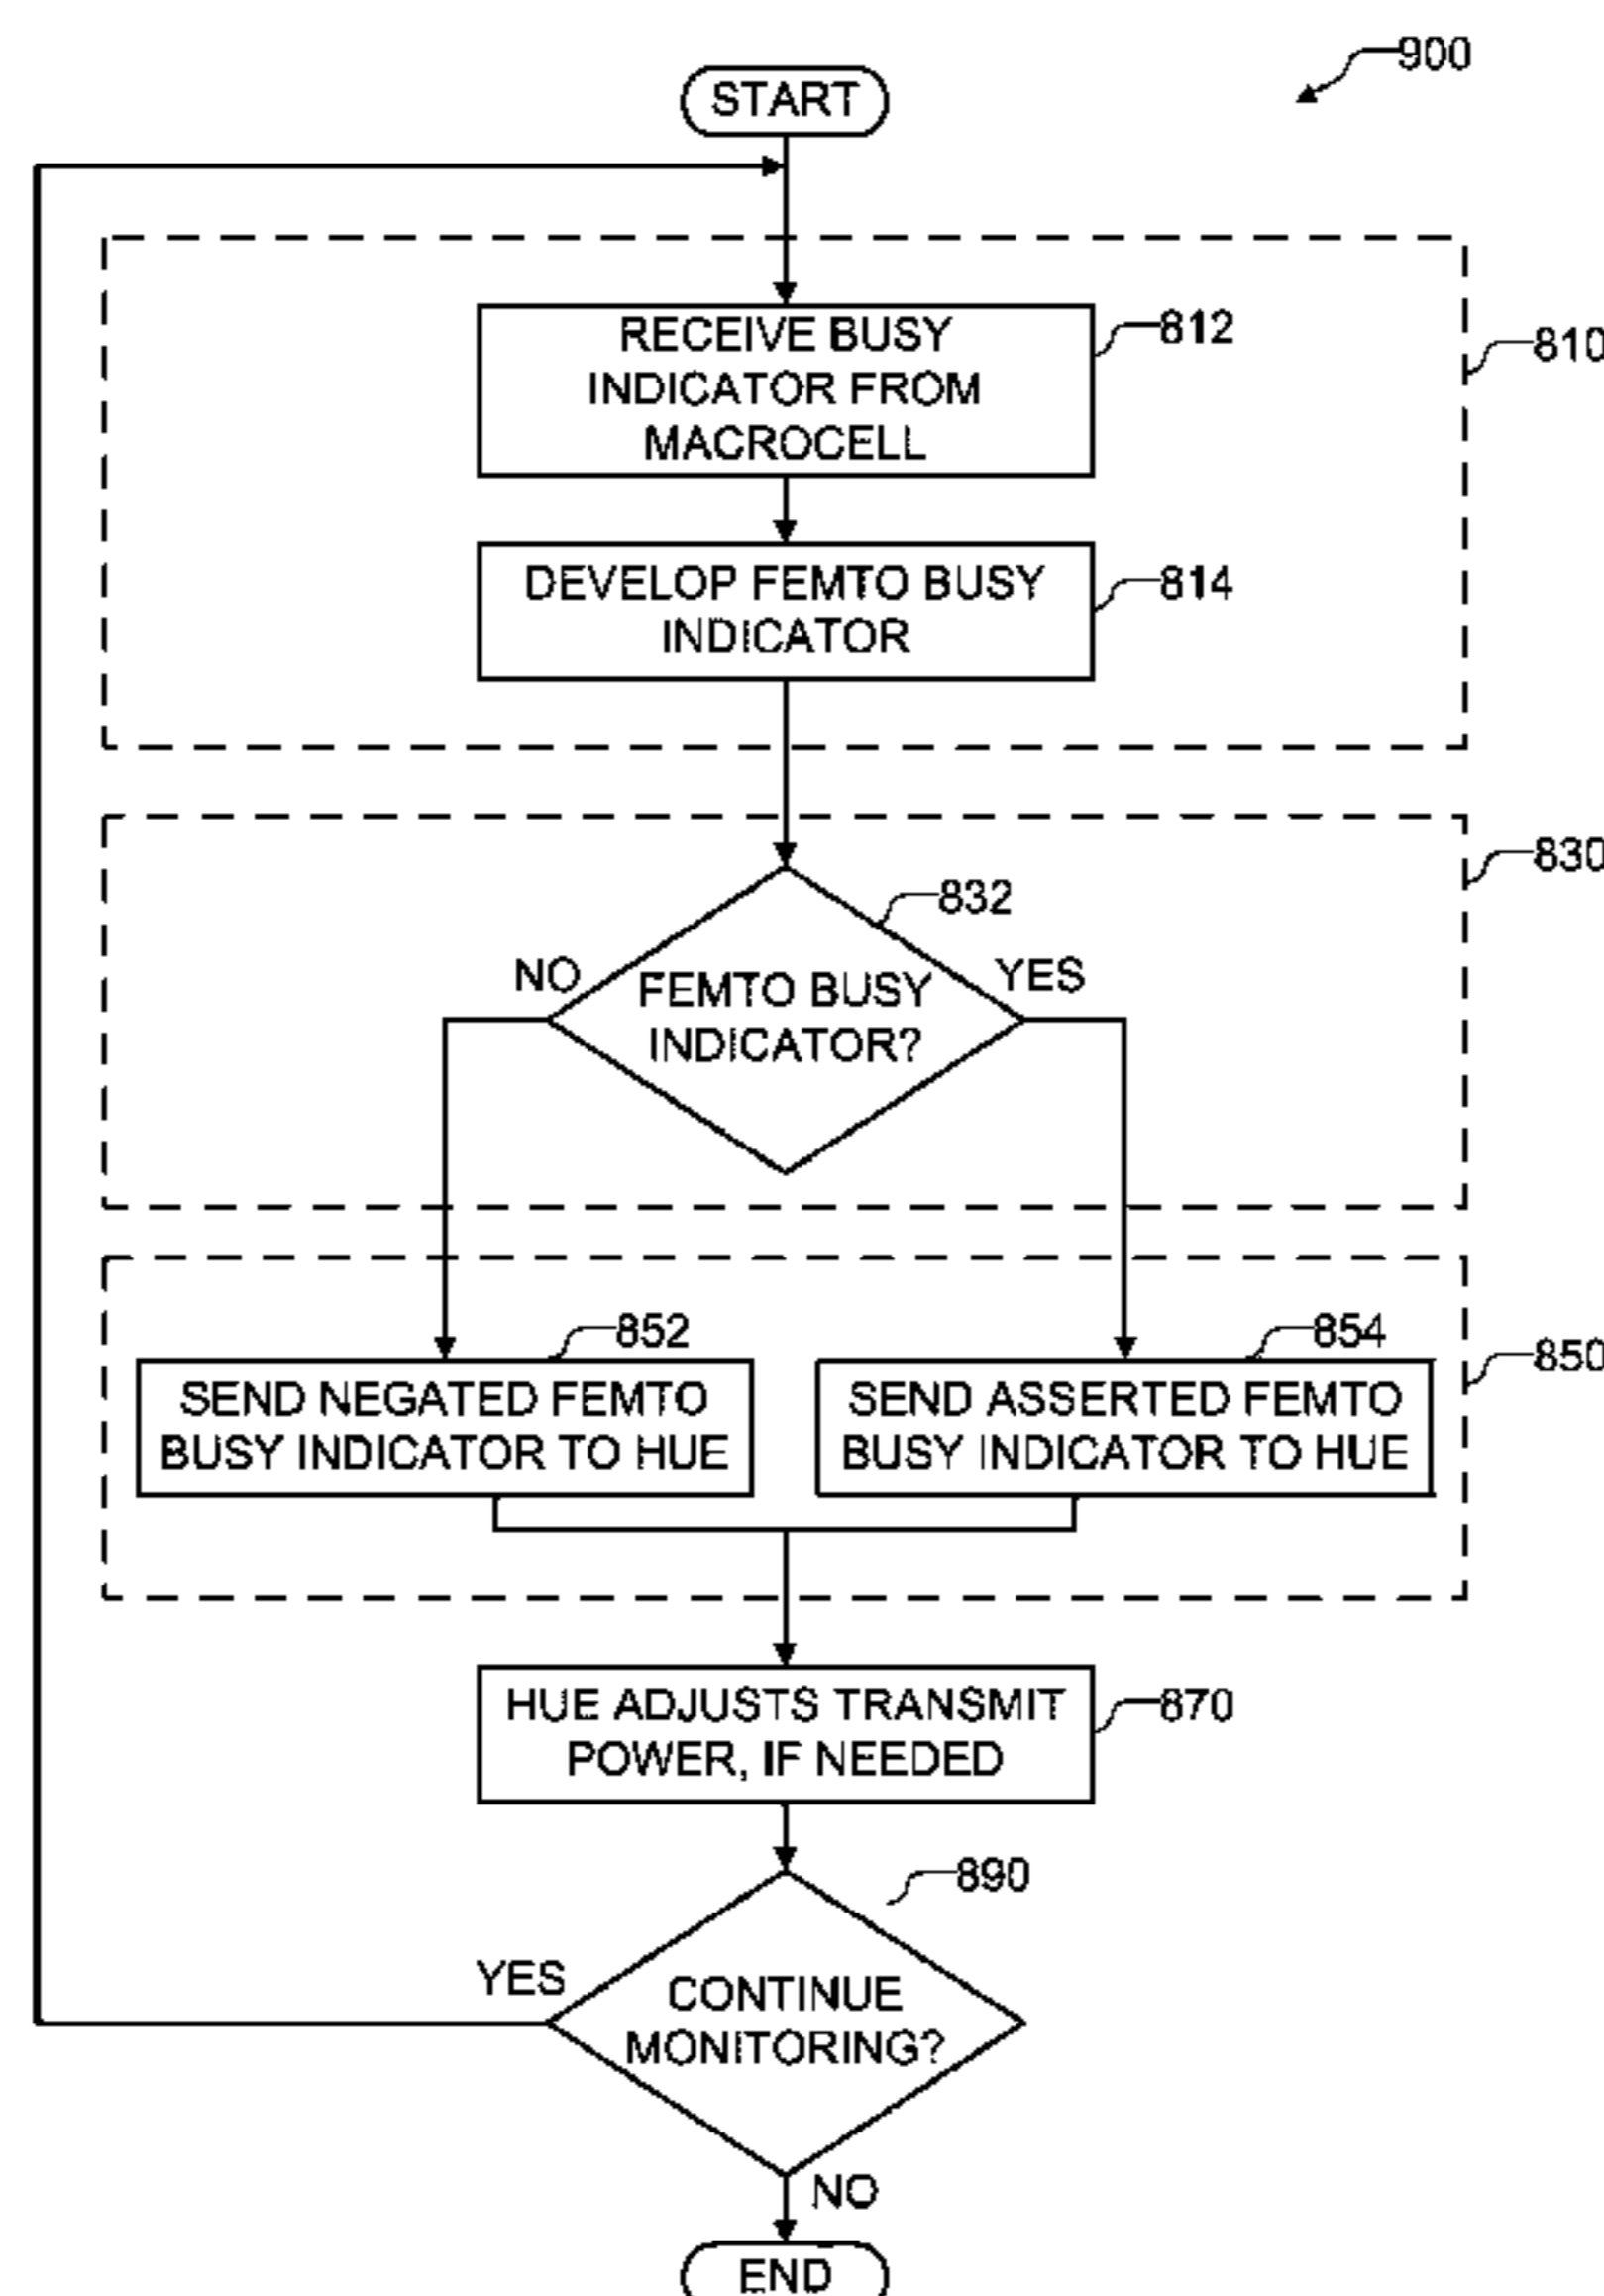 900
START
RECEIVE BUSY
INDICATOR FROM
MACROCELL
812
810
DEVELOP FEMTO BUSY
INDICATOR
814
830
832
NO
FEMTO BUSY
INDICATOR?
YES
852
854
850
SEND NEGATED FEMTO
BUSY INDICATOR TO HUE
SEND ASSERTED FEMTO
BUSY INDICATOR TO HUE
HUE ADJUSTS TRANSMIT
POWER, IF NEEDED
870
890
YES
CONTINUE
MONITORING?
NO
END